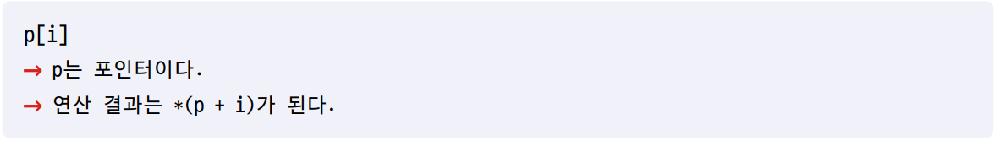 p[i]
→ p는 포인터이다.
→ 연산 결과는 *(p + i)가 된다.